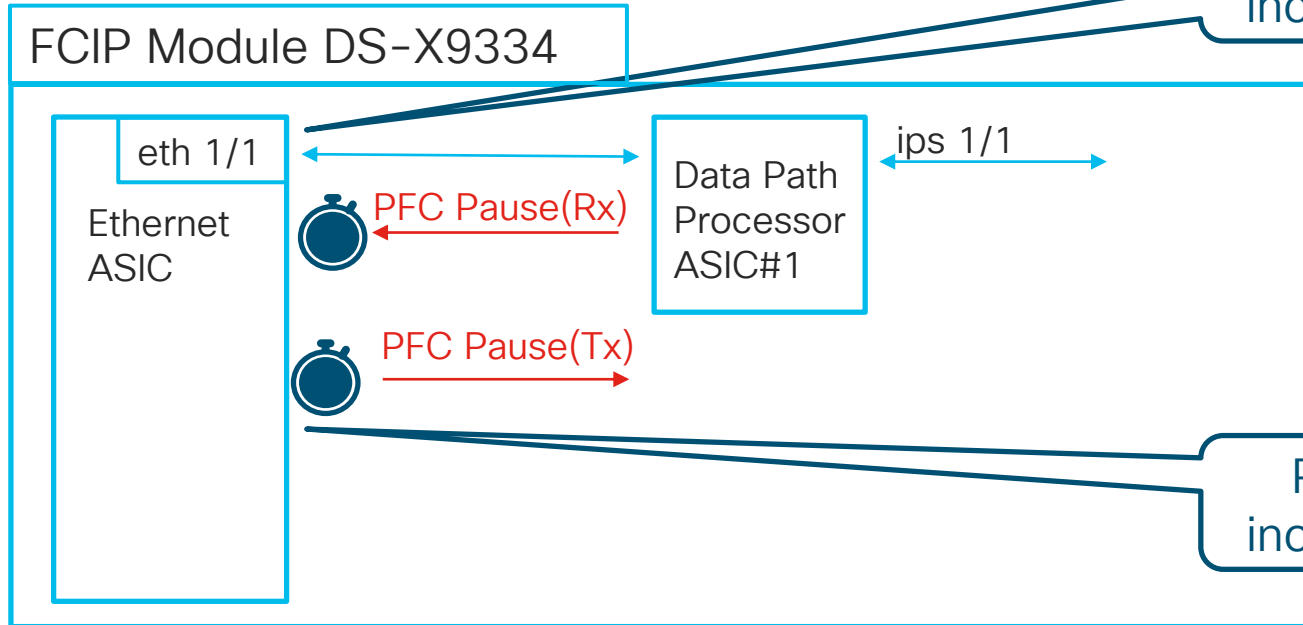 FCIP Module DS-X9334
eth 1/1
ips 1/1
Data Path
Processor
ASIC#1
PFC Pause(Rx)
Ethernet
ASIC
PFC Pause(Tx)